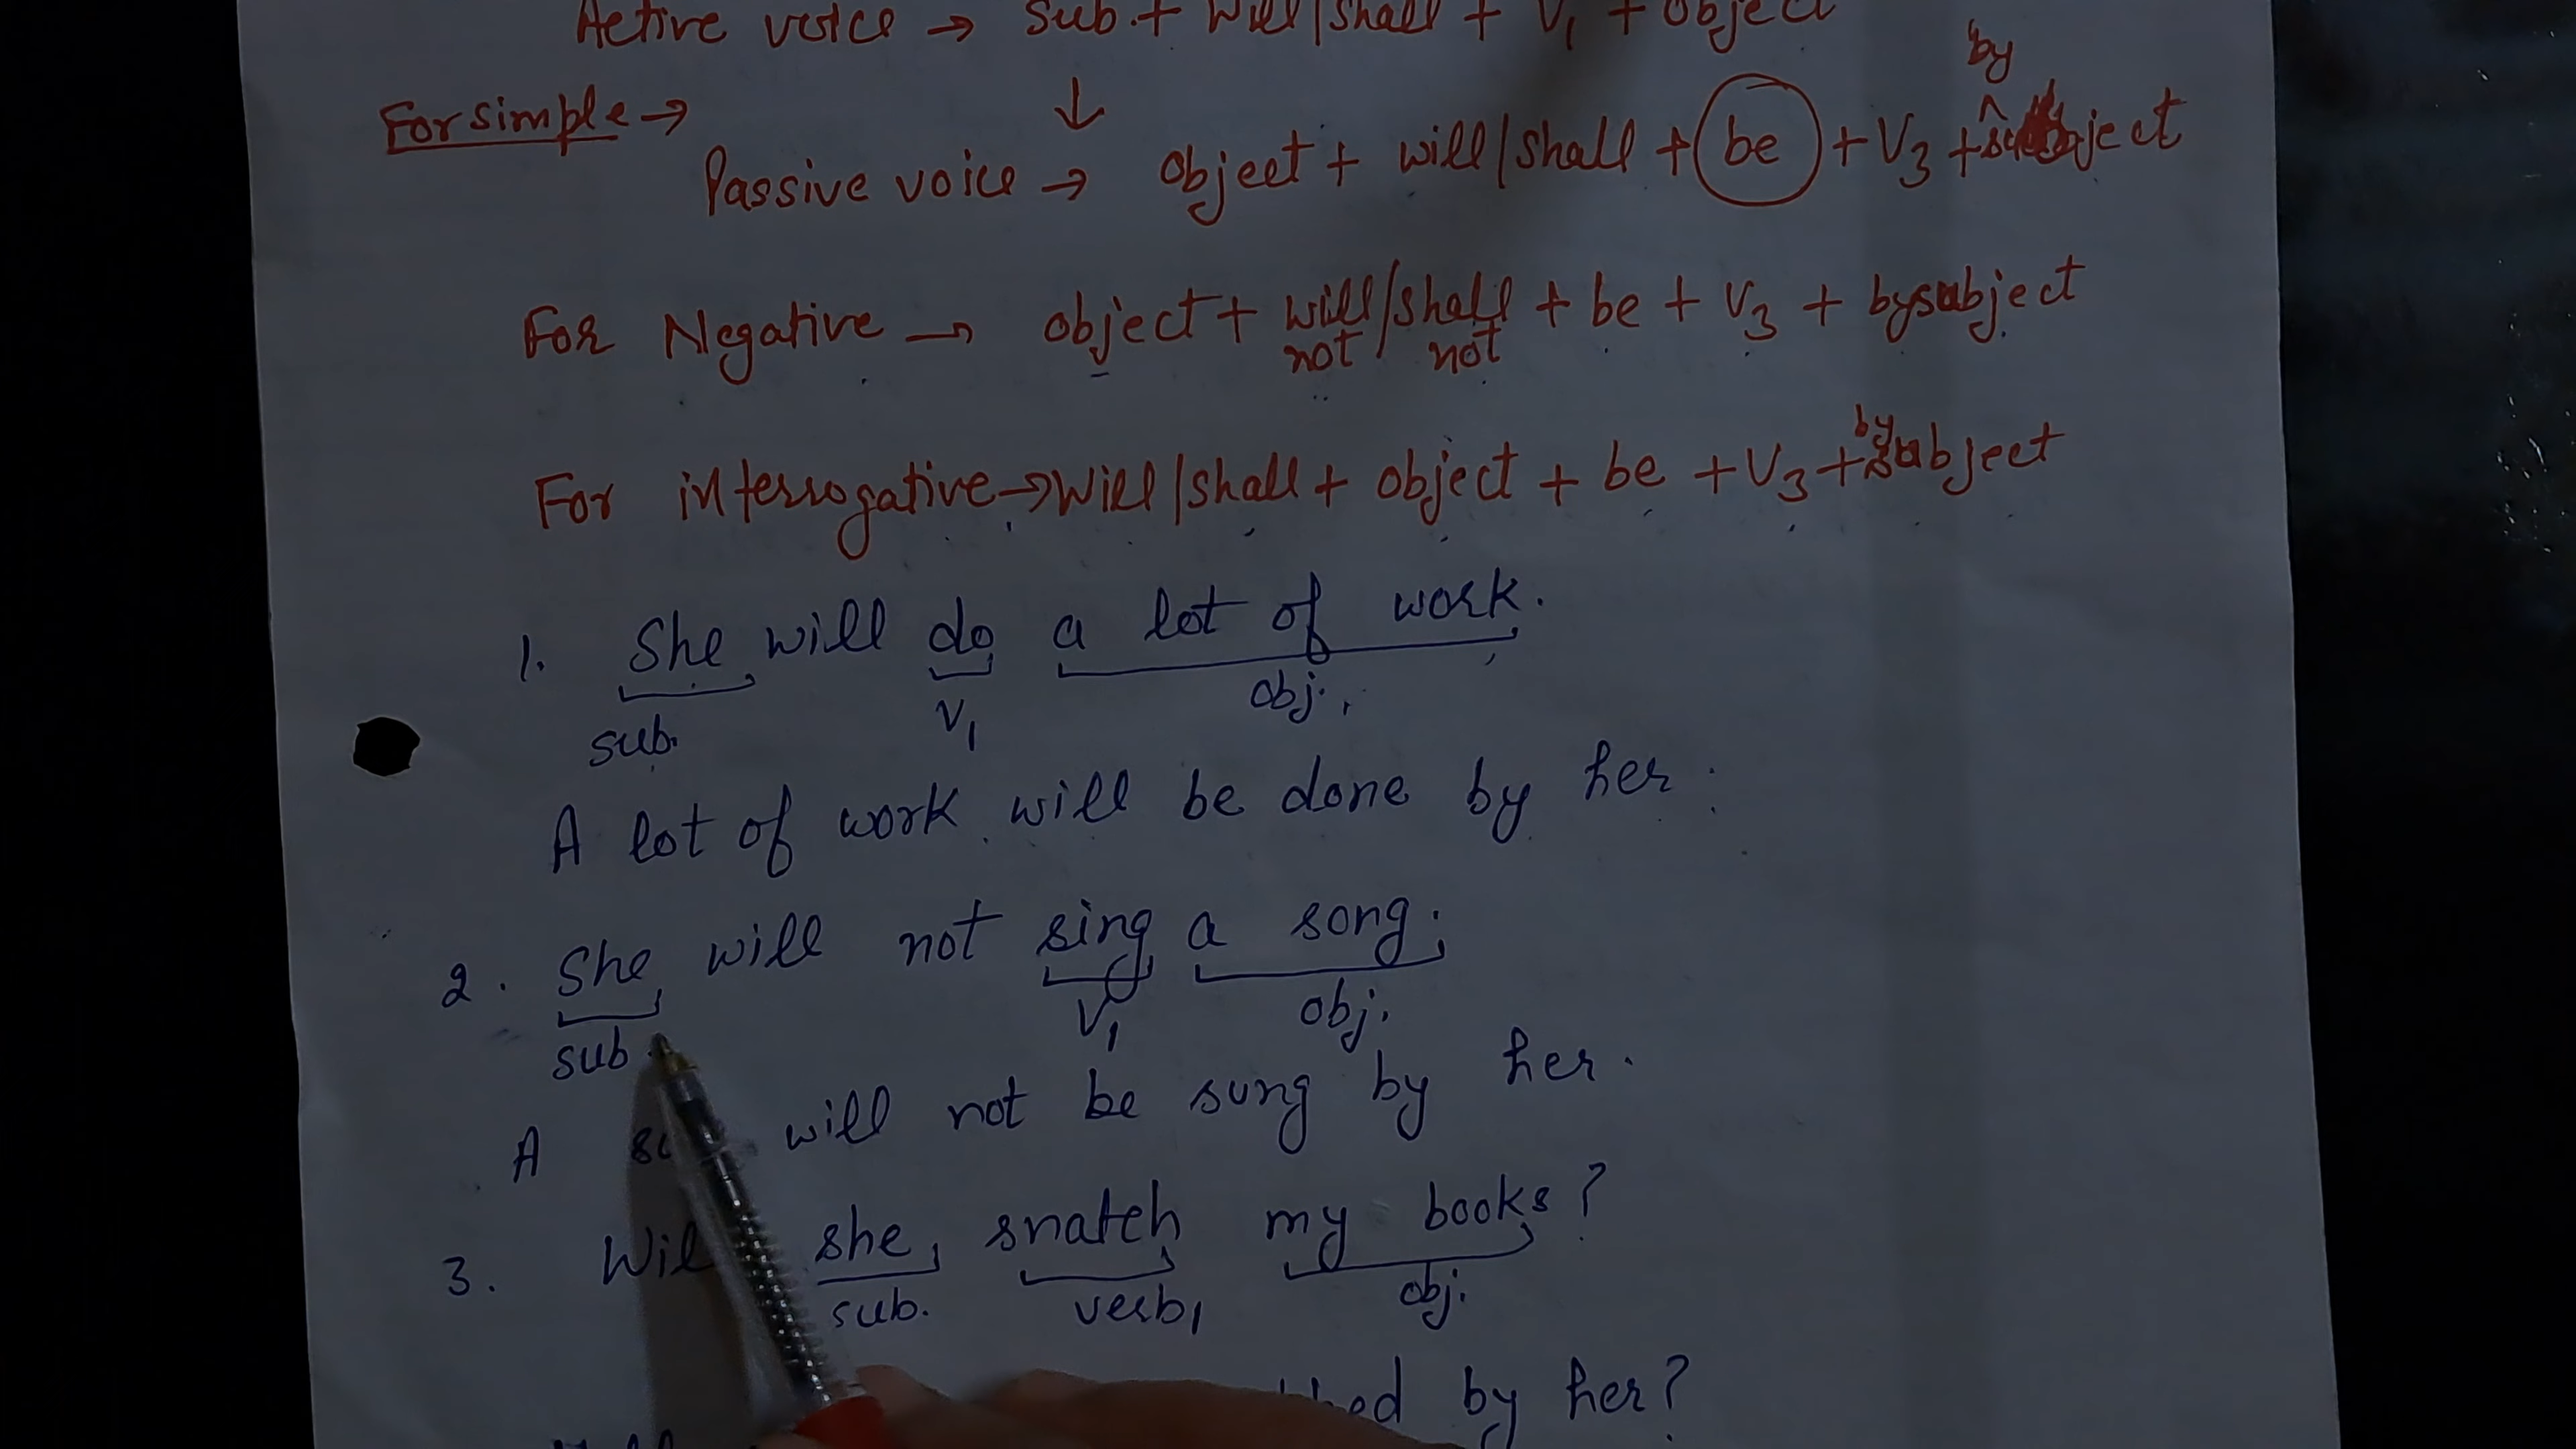 Active voice → Sub. + will/shall + V1 + object
by
For simple →
↓
Passive voice → object + will/shall + be + V3 + subject
For Negative → object + will/shall + be + V3 + by subject
not / not
by
For interrogative → Will/shall + object + be + V3 + subject
1. She will do a lot of work.
sub. V1 obj.
A lot of work will be done by her.
2. She will not sing a song.
sub. V1 obj.
A will not be sung by her.
3. she snatch my books?
sub. verb1 obj.
by her?